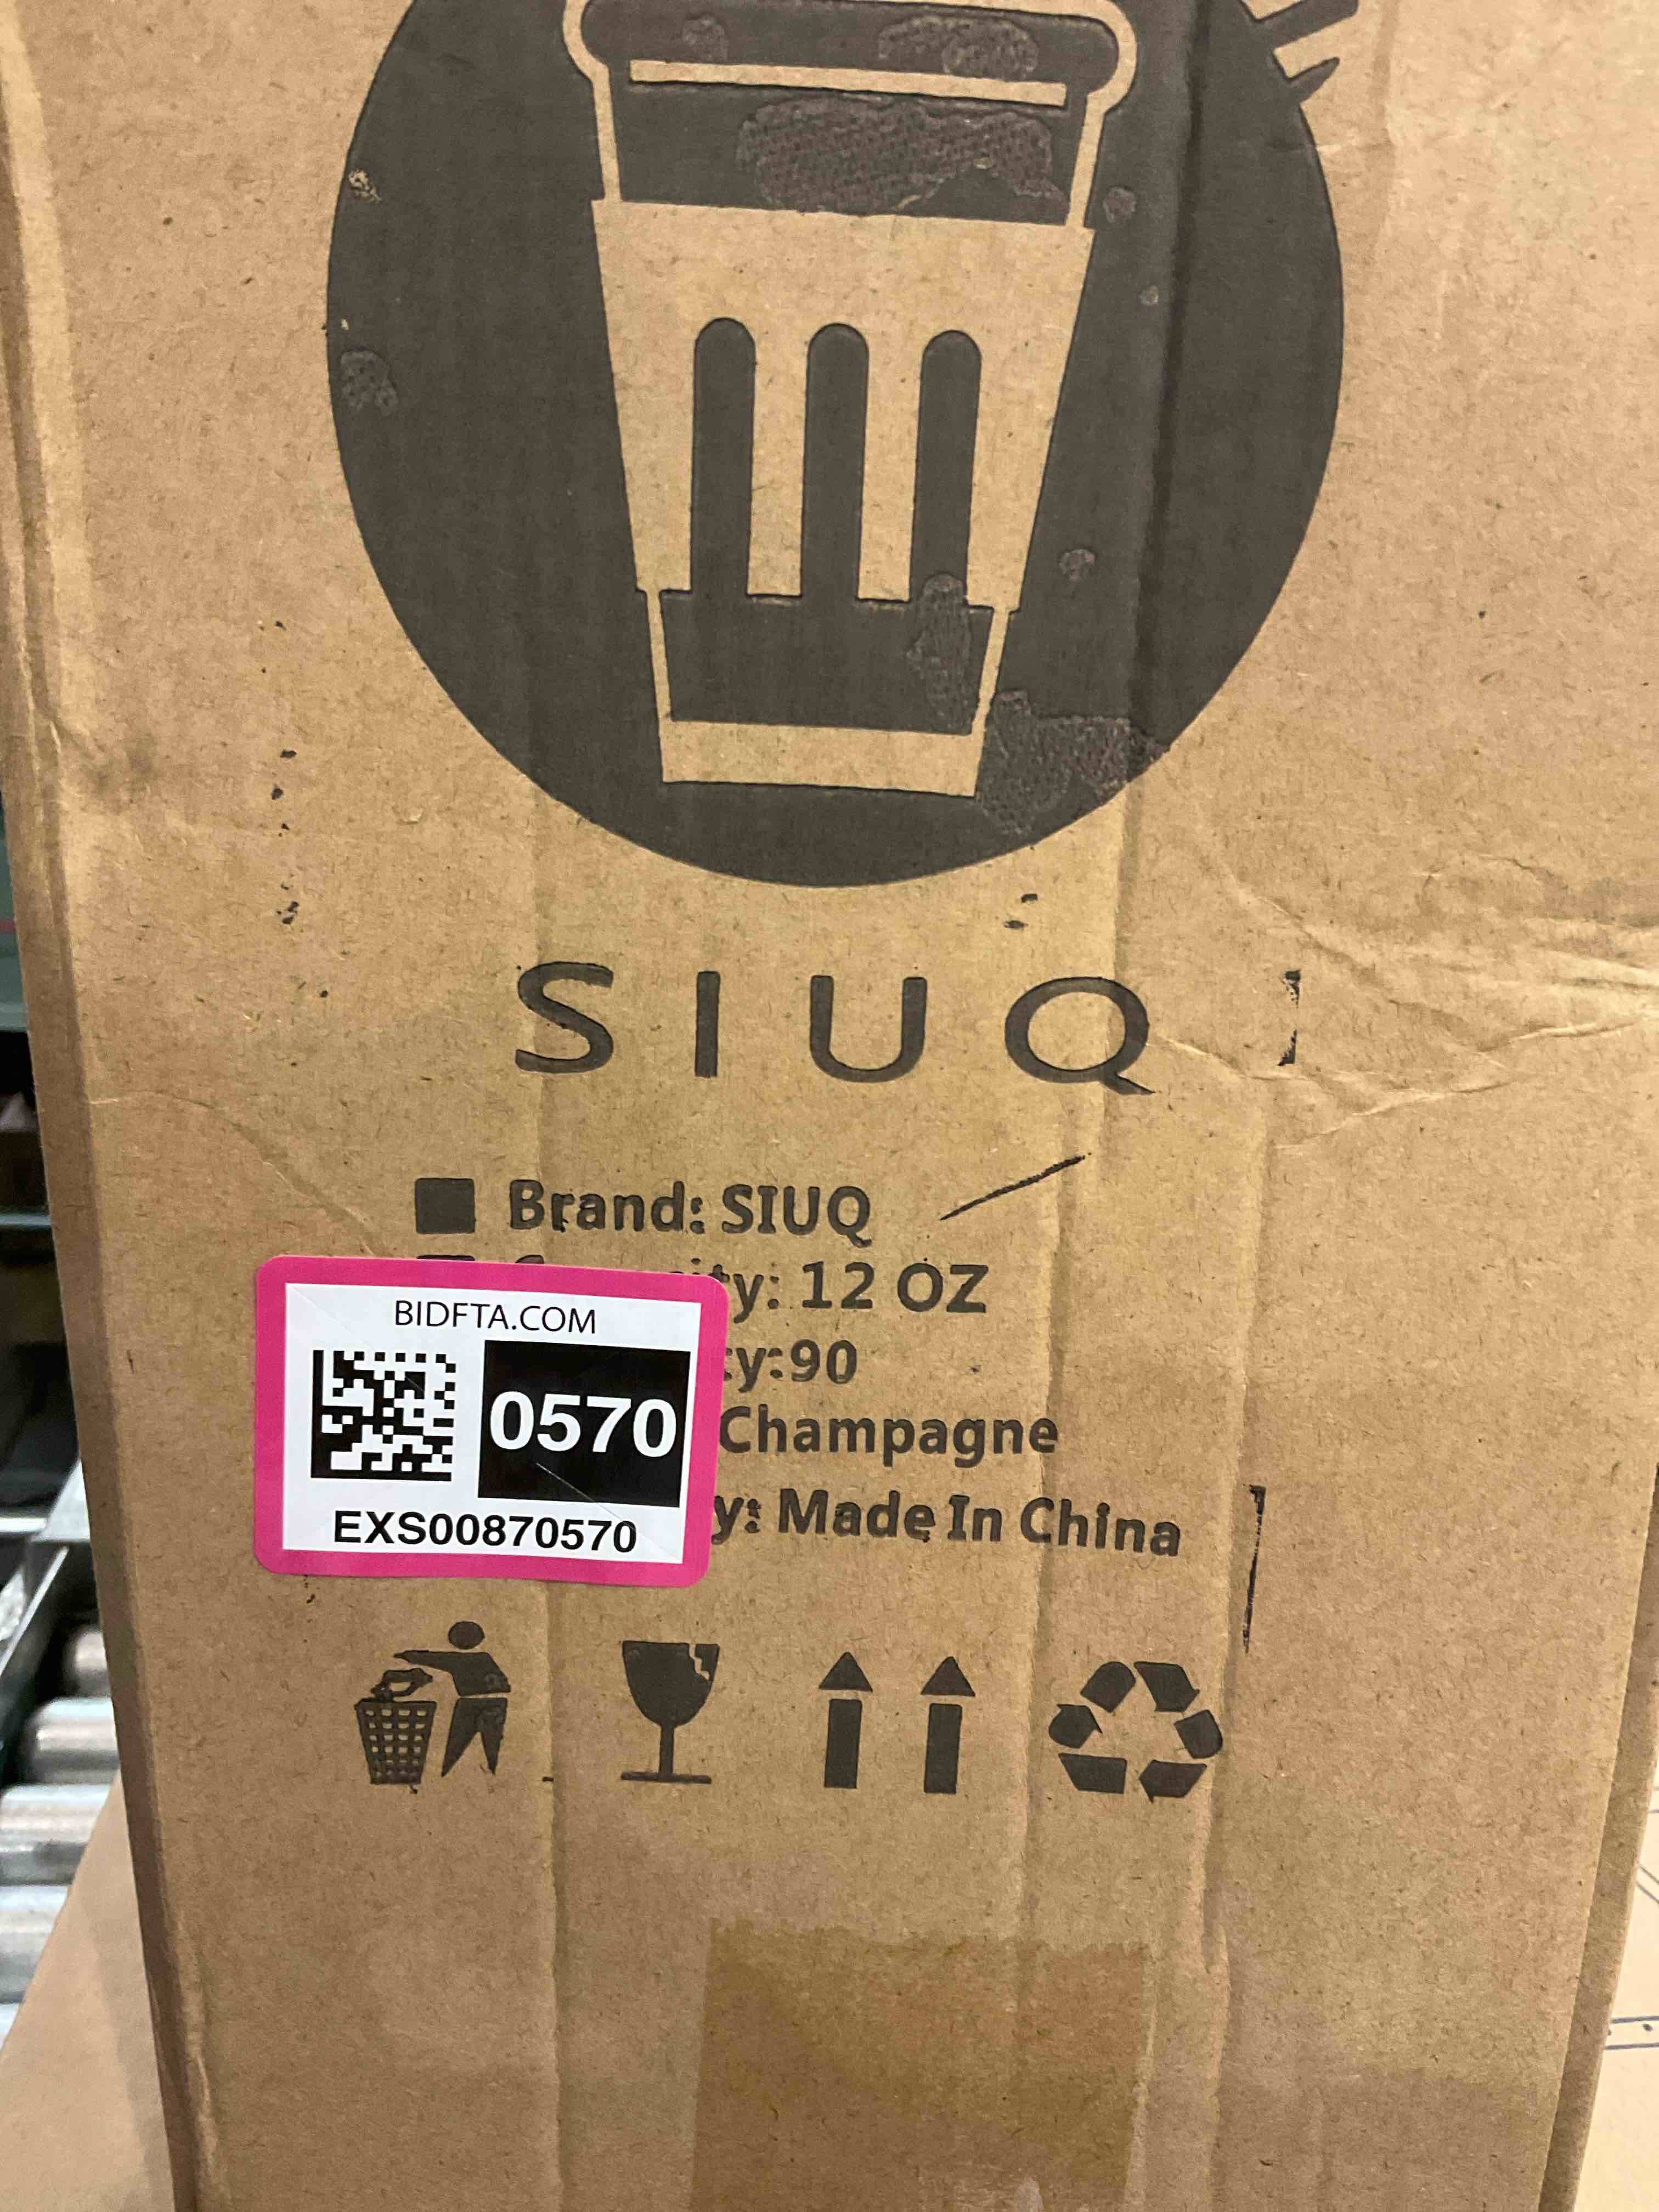 SIUQ
Brand: SIUQ
ty: 12 OZ
ty:90
Champagne
y: Made In China
BIDFTA.COM
0570
EXS00870570